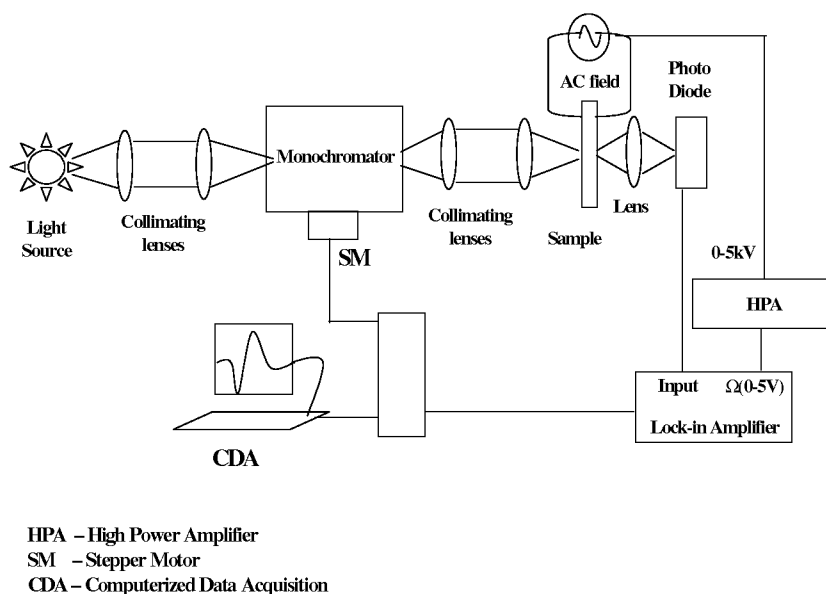 AC field
Photo
Diode
Monochromator
Light
Source
Collimating
lenses
SM
Collimating
lenses
Sample
Lens
0-5kV
HPA
Input Ω(0-5V)
Lock-in Amplifier
CDA
HPA – High Power Amplifier
SM – Stepper Motor
CDA – Computerized Data Acquisition